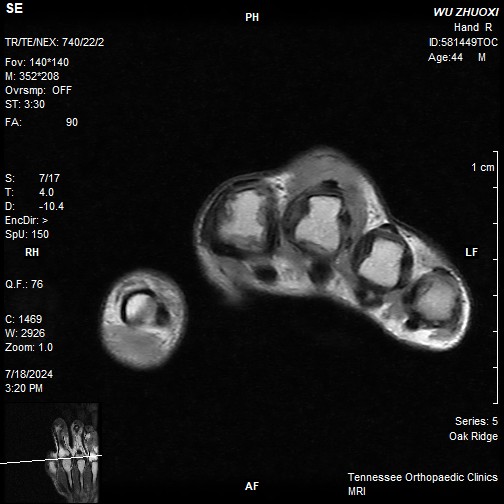 SE
PH
WU ZHUOXI
Hand R
ID:581449TOC
Age:44 M
TR/TE/NEX: 740/22/2
Fov: 140*140
M: 352*208
Ovrsmp: OFF
ST: 3:30
FA: 90
1 cm
S: 7/17
T: 4.0
D: -10.4
EncDir: >
SpU: 150
RH
LF
Q.F.: 76
C: 1469
W: 2926
Zoom: 1.0
7/18/2024
3:20 PM
Series: 5
Oak Ridge
AF
Tennessee Orthopaedic Clinics
MRI